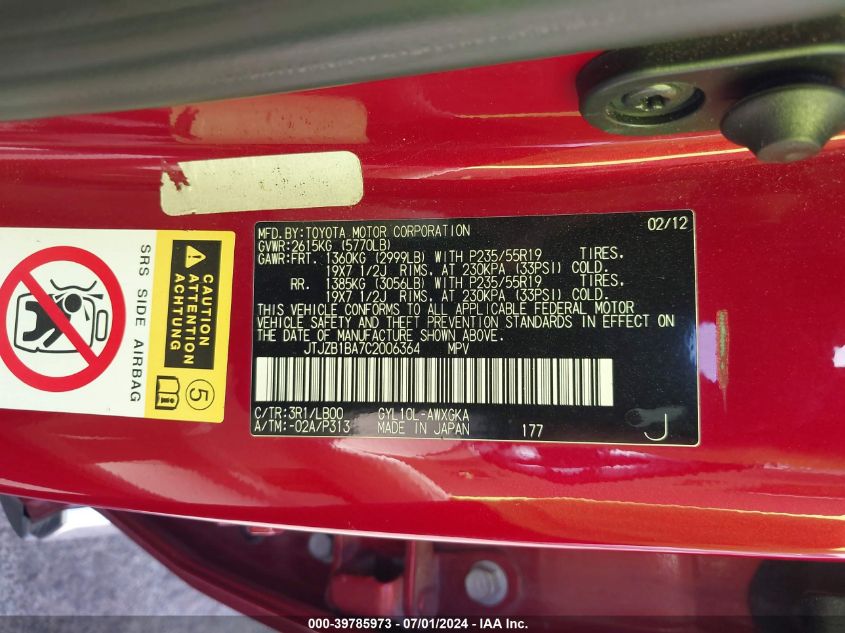 MFD.BY:TOYOTA MOTOR CORPORATION 02/12
GVWR:2615KG (5770LB)
GAWR:FRT. 1360KG (2999LB) WITH P235/55R19 TIRES.
19X7 1/2J RIMS. AT 230KPA (33PSI) COLD.
RR. 1385KG (3056LB) WITH P235/55R19 TIRES.
19X7 1/2J RIMS. AT 230KPA (33PSI) COLD.
THIS VEHICLE CONFORMS TO ALL APPLICABLE FEDERAL MOTOR
VEHICLE SAFETY AND THEFT PREVENTION STANDARDS IN EFFECT ON
THE DATE OF MANUFACTURE SHOWN ABOVE.
JTJZB1BA7C2006364 MPV
C/TR:3R1/LB00 GYL10L-AWXGKA
A/TM:-02A/P313 MADE IN JAPAN 177 J
CAUTION
ATTENTION
ACHTUNG
5
SRS SIDE AIRBAG
000-39785973 - 07/01/2024 - IAA Inc.